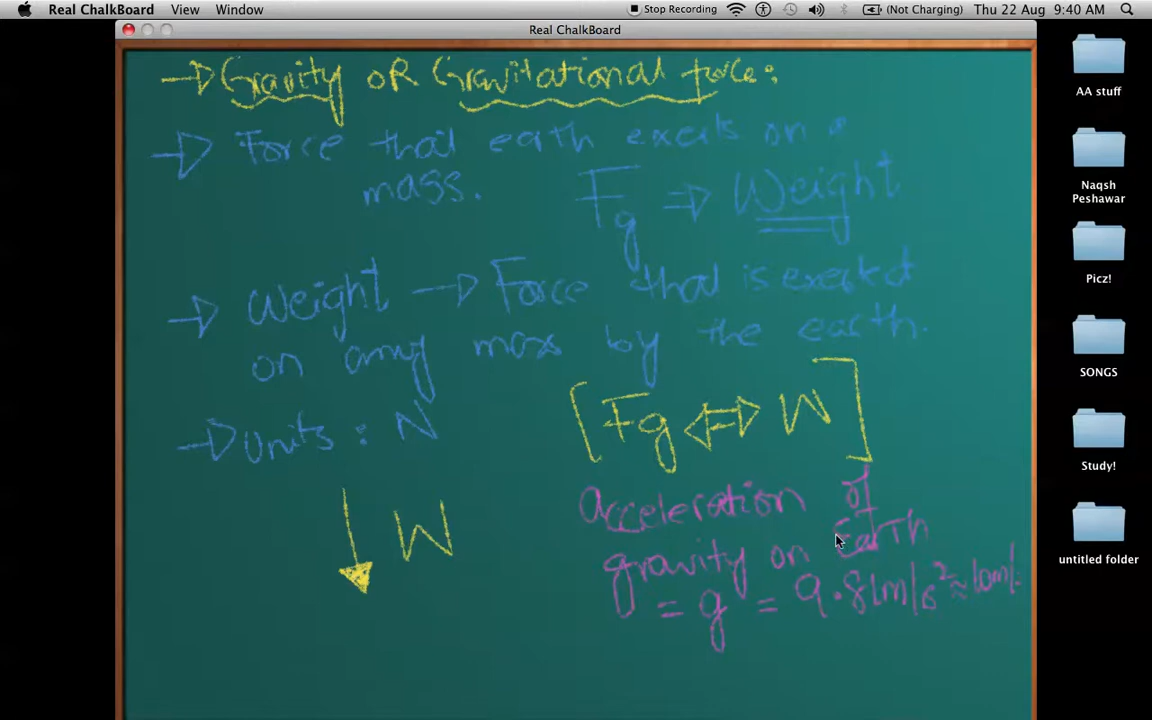 Real ChalkBoard View Window Stop Recording (Not Charging) Thu 22 Aug 9:40 AM
Real ChalkBoard
→ Gravity OR Gravitational force:
→ Force that earth exerts on a
mass. Fg ⇒ Weight
→ Weight → Force that is exerted
on any mass by the earth.
→ Units: N
[Fg ⇔ W]
W
acceleration of
gravity on Earth
= g = 9.81m/s² ≈ 10m/
AA stuff
Naqsh
Peshawar
Picz!
SONGS
Study!
untitled folder